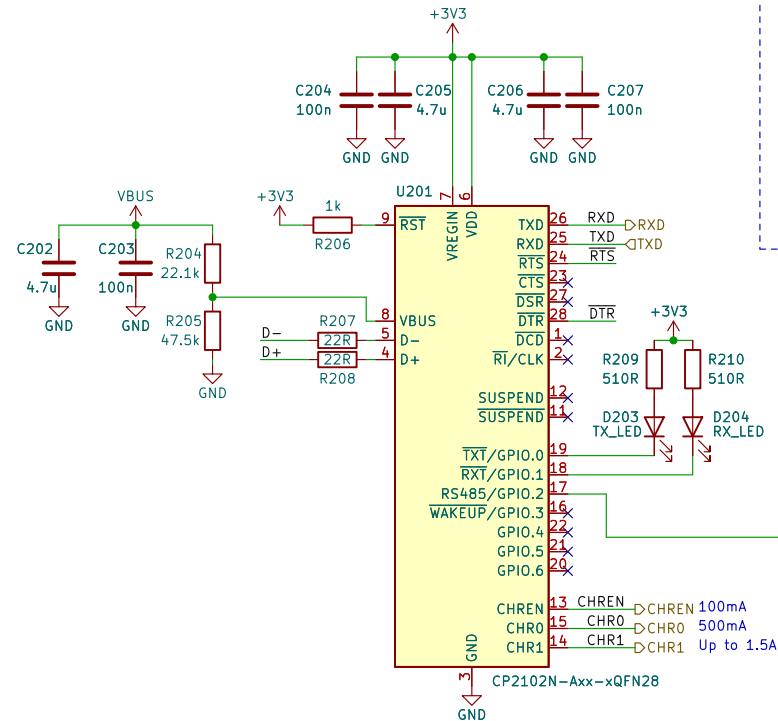 +3V3
C204
100n
C205
4.7u
C206
4.7u
C207
100n
GND
GND
GND
GND
VBUS
C202
4.7u
C203
100n
R204
22.1k
R205
47.5k
GND
GND
GND
+3V3
1k
R206
D-
R207
22R
D+
22R
R208
U201
7
6
VREGIN
VDD
9
RST
8
VBUS
5
D-
4
D+
TXD
26
RXD
RXD
RXD
25
TXD
TXD
RTS
24
RTS
CTS
23
DSR
27
DTR
28
DTR
DCD
1
RI/CLK
2
SUSPEND
12
SUSPEND
11
TXT/GPIO.0
19
RXT/GPIO.1
18
RS485/GPIO.2
17
WAKEUP/GPIO.3
16
GPIO.4
22
GPIO.5
21
GPIO.6
20
CHREN
13
CHREN
CHREN
100mA
CHR0
15
CHR0
CHR0
500mA
CHR1
14
CHR1
CHR1
Up to 1.5A
+3V3
R209
510R
R210
510R
D203
TX_LED
D204
RX_LED
GND
3
CP2102N-Axx-xQFN28
GND